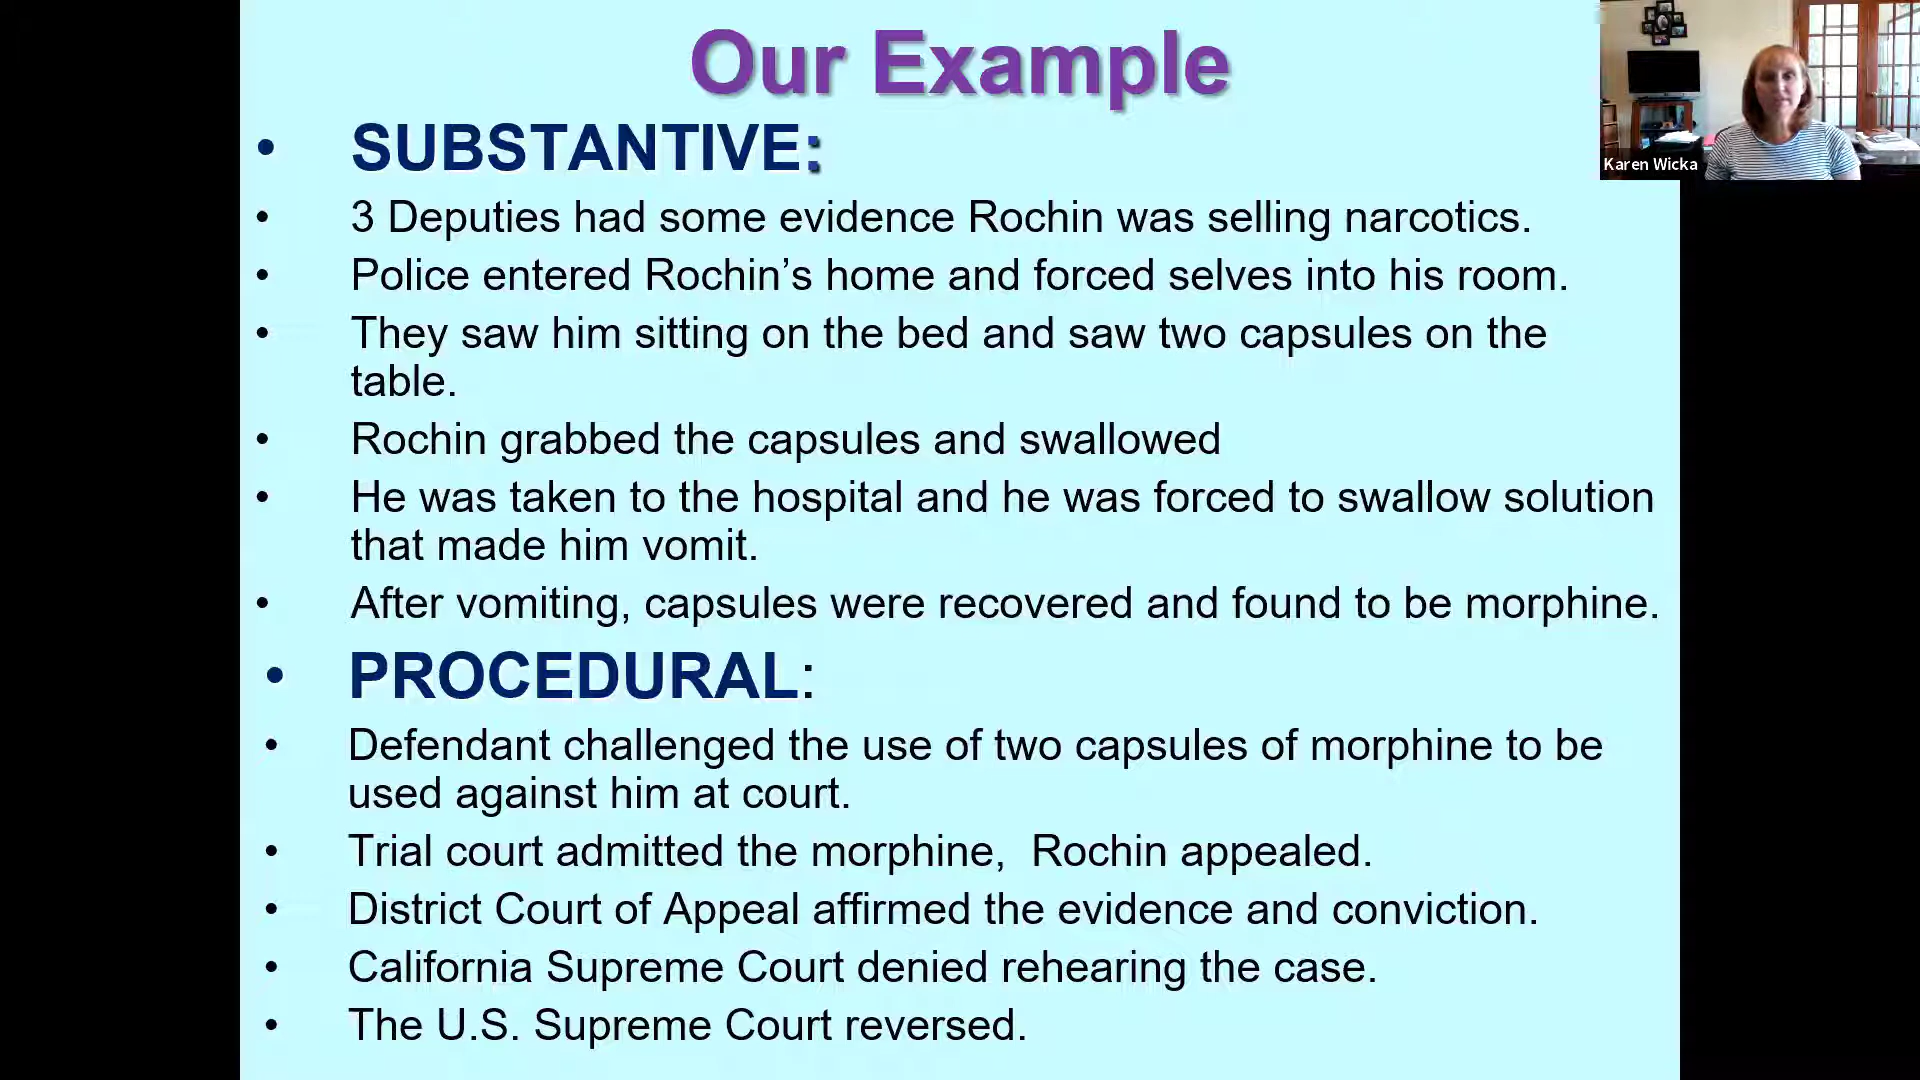 Our Example
• SUBSTANTIVE:
• 3 Deputies had some evidence Rochin was selling narcotics.
• Police entered Rochin’s home and forced selves into his room.
• They saw him sitting on the bed and saw two capsules on the
table.
• Rochin grabbed the capsules and swallowed
• He was taken to the hospital and he was forced to swallow solution
that made him vomit.
• After vomiting, capsules were recovered and found to be morphine.
• PROCEDURAL:
• Defendant challenged the use of two capsules of morphine to be
used against him at court.
• Trial court admitted the morphine,  Rochin appealed.
• District Court of Appeal affirmed the evidence and conviction.
• California Supreme Court denied rehearing the case.
• The U.S. Supreme Court reversed.
Karen Wicka